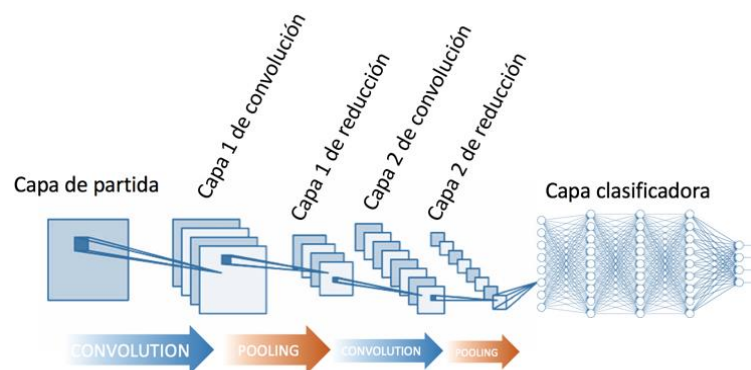 Capa de partida
Capa 1 de convolución
Capa 1 de reducción
Capa 2 de convolución
Capa 2 de reducción
Capa clasificadora
CONVOLUTION
POOLING
CONVOLUTION
POOLING